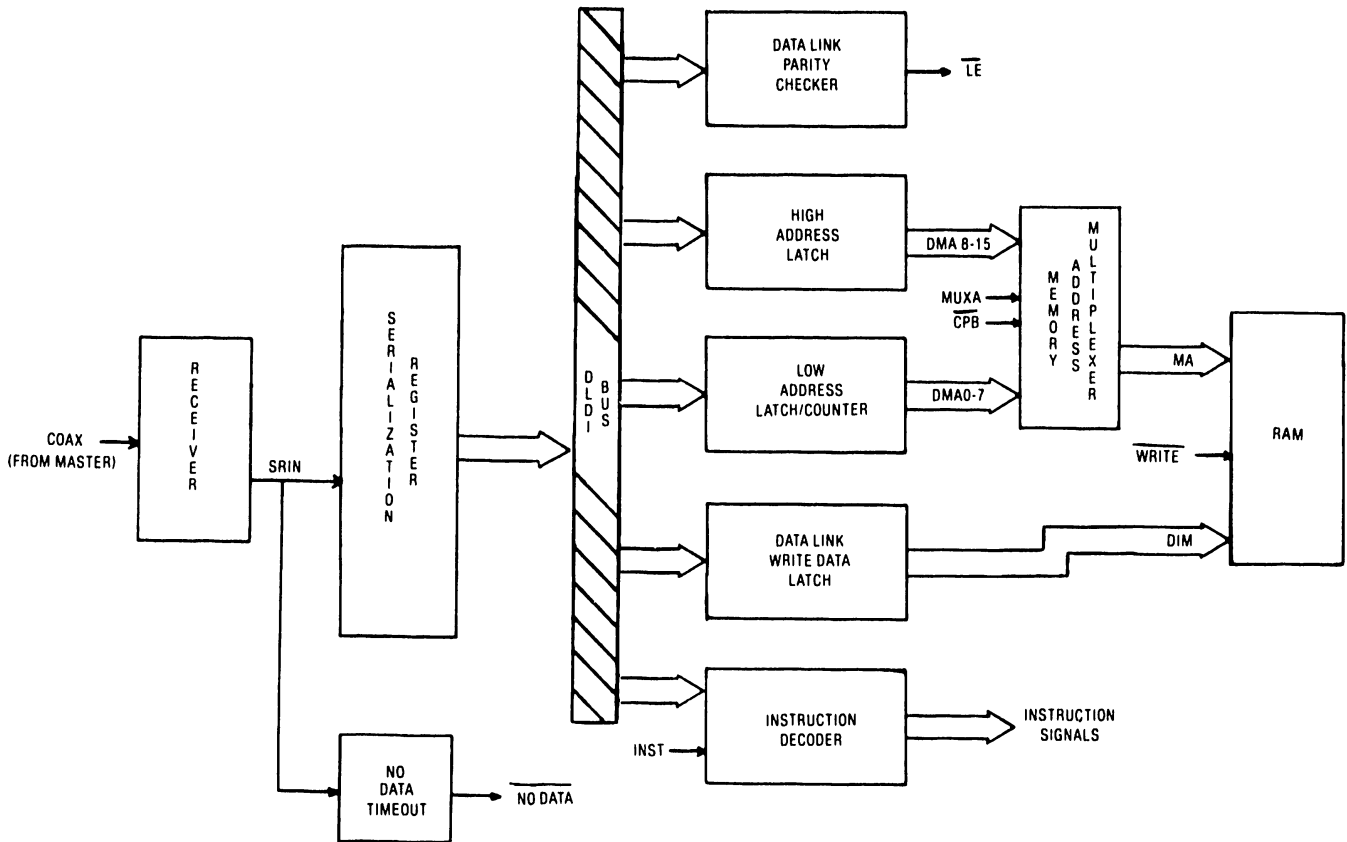 DATA LINK
PARITY
CHECKER
LE
HIGH
ADDRESS
LATCH
DMA 8-15
MUXA
CPB
MEMORY
ADDRESS
MULTIPLEXER
MA
RAM
WRITE
COAX
(FROM MASTER)
RECEIVER
SRIN
SERIALIZATION
REGISTER
DLDI
BUS
LOW
ADDRESS
LATCH/COUNTER
DMA0-7
DATA LINK
WRITE DATA
LATCH
DIM
INST
INSTRUCTION
DECODER
INSTRUCTION
SIGNALS
NO
DATA
TIMEOUT
NO DATA